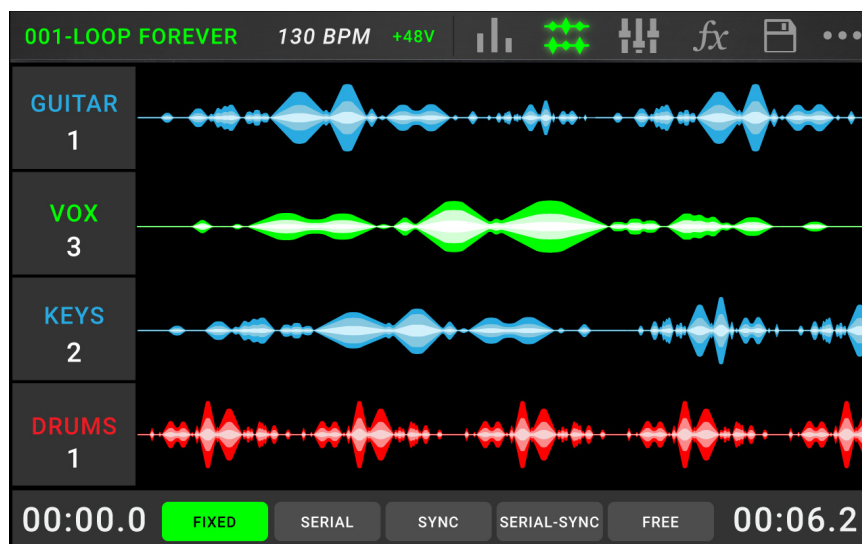 001-LOOP FOREVER 130 BPM +48V fx
GUITAR
1
VOX
3
KEYS
2
DRUMS
1
00:00.0 FIXED SERIAL SYNC SERIAL-SYNC FREE 00:06.2